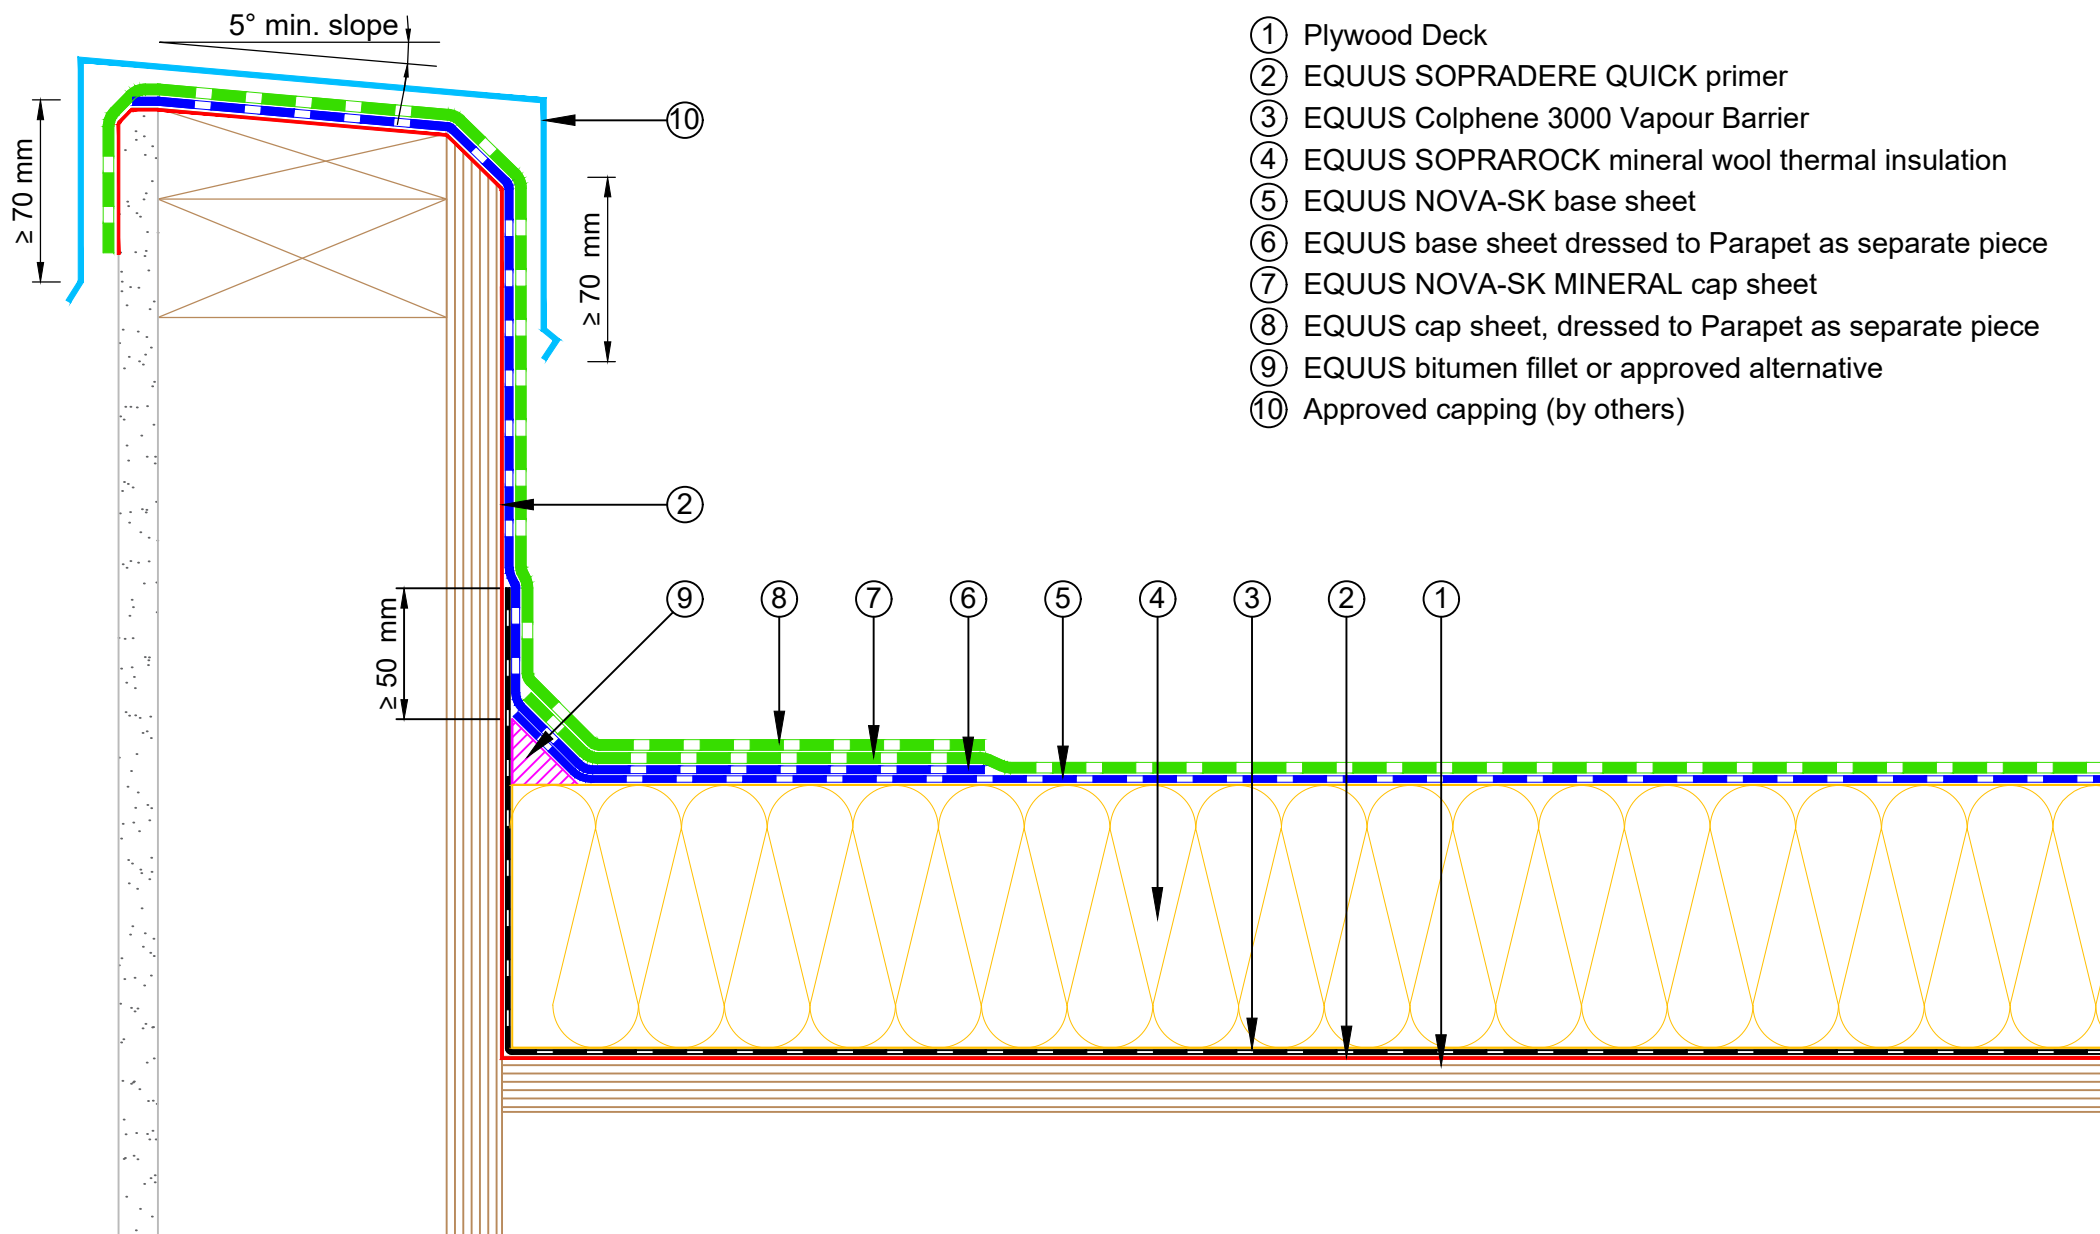 5° min. slope
1 Plywood Deck
2 EQUUS SOPRADERE QUICK primer
3 EQUUS Colphene 3000 Vapour Barrier
4 EQUUS SOPRAROCK mineral wool thermal insulation
5 EQUUS NOVA-SK base sheet
6 EQUUS base sheet dressed to Parapet as separate piece
7 EQUUS NOVA-SK MINERAL cap sheet
8 EQUUS cap sheet, dressed to Parapet as separate piece
9 EQUUS bitumen fillet or approved alternative
10 Approved capping (by others)
10
≥ 70 mm
≥ 70 mm
2
≥ 50 mm
9 8 7 6 5 4 3 2 1